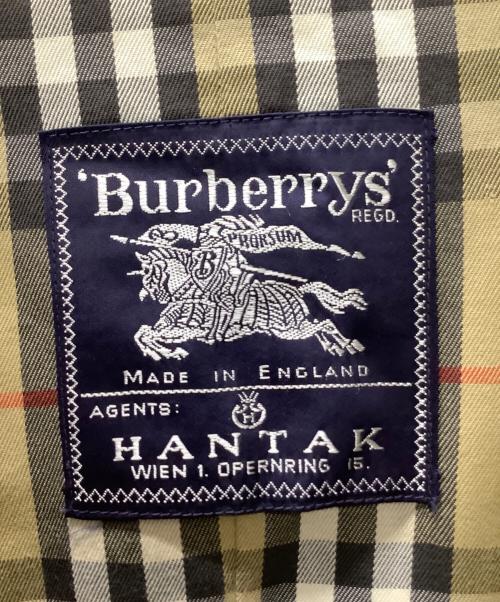 'Burberrys'
REGD.
PRORSUM
B
MADE IN ENGLAND
AGENTS:
H
HANTAK
WIEN 1. OPERNRING 15.